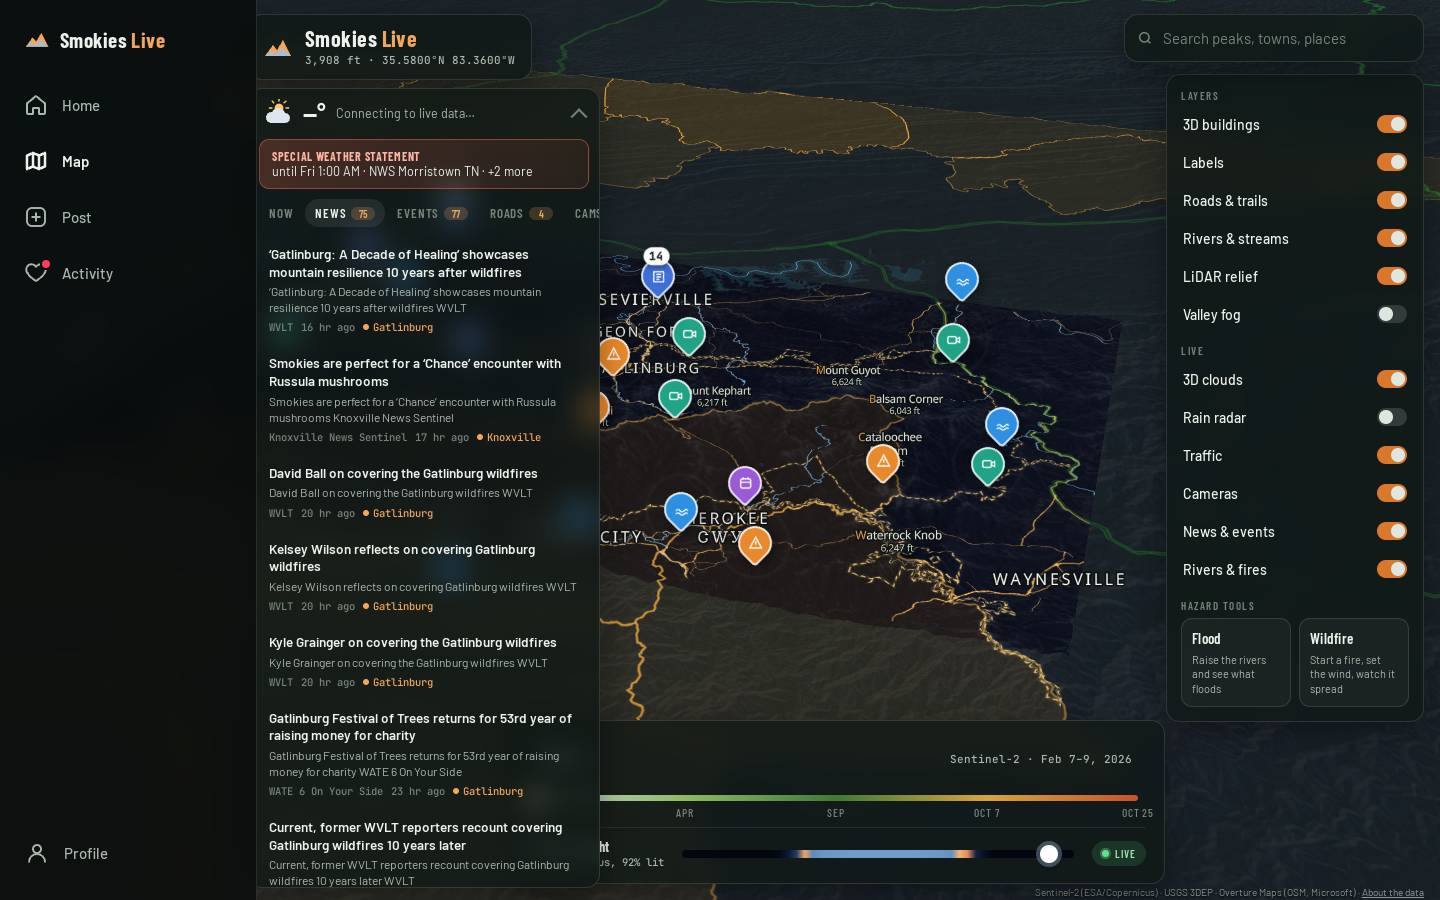 Smokies Live
Home
Map
Post
Activity
Profile
Smokies Live
3,908 ft · 35.5800°N 83.3600°W
—° Connecting to live data...
SPECIAL WEATHER STATEMENT
until Fri 1:00 AM · NWS Morristown TN · +2 more
NOW NEWS 75 EVENTS 77 ROADS 4 CAMS
‘Gatlinburg: A Decade of Healing’ showcases
mountain resilience 10 years after wildfires
‘Gatlinburg: A Decade of Healing’ showcases mountain
resilience 10 years after wildfires WVLT
WVLT 16 hr ago Gatlinburg
Smokies are perfect for a ‘Chance’ encounter with
Russula mushrooms
Smokies are perfect for a ‘Chance’ encounter with Russula
mushrooms Knoxville News Sentinel
Knoxville News Sentinel 17 hr ago Knoxville
David Ball on covering the Gatlinburg wildfires
David Ball on covering the Gatlinburg wildfires WVLT
WVLT 20 hr ago Gatlinburg
Kelsey Wilson reflects on covering Gatlinburg
wildfires
Kelsey Wilson reflects on covering Gatlinburg wildfires WVLT
WVLT 20 hr ago Gatlinburg
Kyle Grainger on covering the Gatlinburg wildfires
Kyle Grainger on covering the Gatlinburg wildfires WVLT
WVLT 20 hr ago Gatlinburg
Gatlinburg Festival of Trees returns for 53rd year of
raising money for charity
Gatlinburg Festival of Trees returns for 53rd year of raising
money for charity WATE 6 On Your Side
WATE 6 On Your Side 23 hr ago Gatlinburg
Current, former WVLT reporters recount covering
Gatlinburg wildfires 10 years later
Current, former WVLT reporters recount covering Gatlinburg
wildfires 10 years later WVLT
14
SEVIERVILLE
EON FO
LINBURG
unt Kephart
6,217 ft
Mount Guyot
6,624 ft
Balsam Corner
6,043 ft
Cataloochee
EROKEE
ᏣᎳᎩ
CITY
Waterrock Knob
6,247 ft
WAYNESVILLE
Sentinel-2 · Feb 7–9, 2026
APR SEP OCT 7 OCT 25
ht
us, 92% lit
LIVE
Search peaks, towns, places
LAYERS
3D buildings
Labels
Roads & trails
Rivers & streams
LiDAR relief
Valley fog
LIVE
3D clouds
Rain radar
Traffic
Cameras
News & events
Rivers & fires
HAZARD TOOLS
Flood
Raise the rivers
and see what
floods
Wildfire
Start a fire, set
the wind, watch it
spread
Sentinel-2 (ESA/Copernicus) · USGS 3DEP · Overture Maps (OSM, Microsoft) · About the data